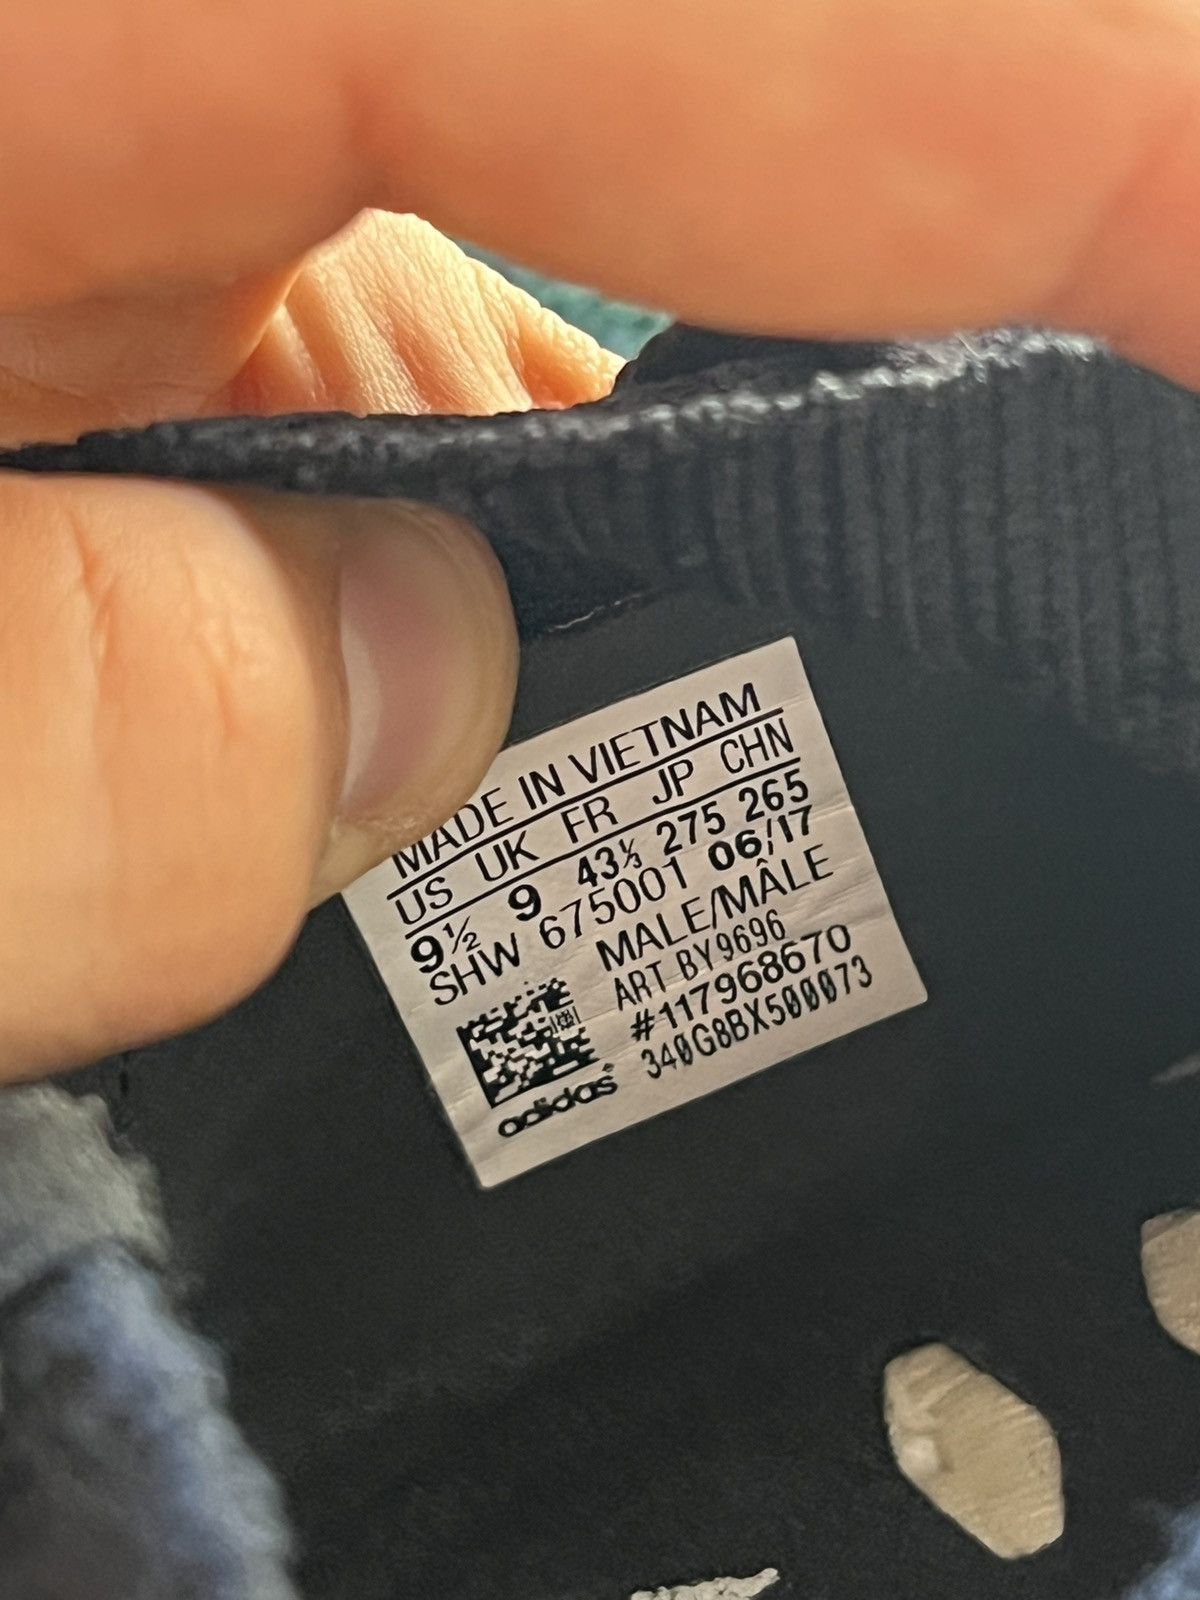 MADE IN VIETNAM
US UK FR JP CHN
9½ 9 43⅓ 275 265
SHW 675001 06/17
MALE/MÂLE
ART BY9696
#117968670
340G8BX500073
adidas